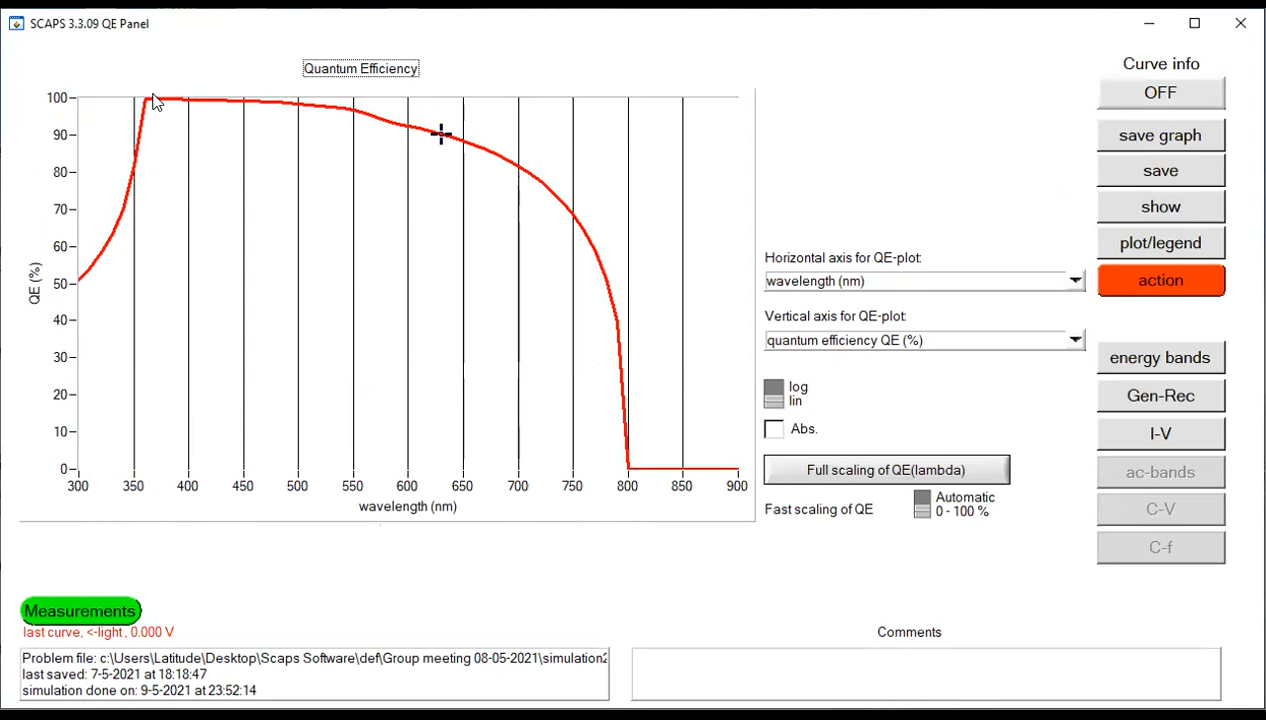 SCAPS 3.3.09 QE Panel
Quantum Efficiency
100
90
80
70
60
50
40
30
20
10
0
QE (%)
300 350 400 450 500 550 600 650 700 750 800 850 900
wavelength (nm)
Horizontal axis for QE-plot:
wavelength (nm)
Vertical axis for QE-plot:
quantum efficiency QE (%)
log
lin
Abs.
Full scaling of QE(lambda)
Fast scaling of QE
Automatic
0 - 100 %
Curve info
OFF
save graph
save
show
plot/legend
action
energy bands
Gen-Rec
I-V
ac-bands
C-V
C-f
Measurements
last curve, <-light, 0.000 V
Problem file: c:\Users\Latitude\Desktop\Scaps Software\def\Group meeting 08-05-2021\simulation2
last saved: 7-5-2021 at 18:18:47
simulation done on: 9-5-2021 at 23:52:14
Comments